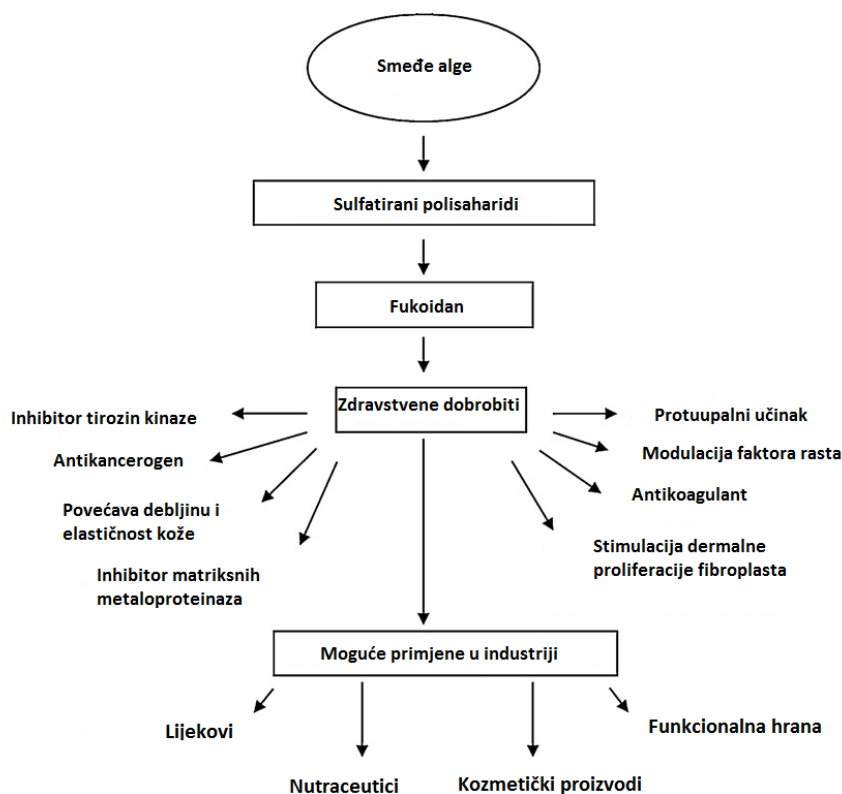 Smeđe alge
Sulfatirani polisaharidi
Fukoidan
Zdravstvene dobrobiti
Inhibitor tirozin kinaze
Antikancerogen
Povećava debljinu i
elastičnost kože
Inhibitor matriksnih
metaloproteinaza
Protuupalni učinak
Modulacija faktora rasta
Antikoagulant
Stimulacija dermalne
proliferacije fibroplasta
Moguće primjene u industriji
Lijekovi
Nutraceutici
Kozmetički proizvodi
Funkcionalna hrana